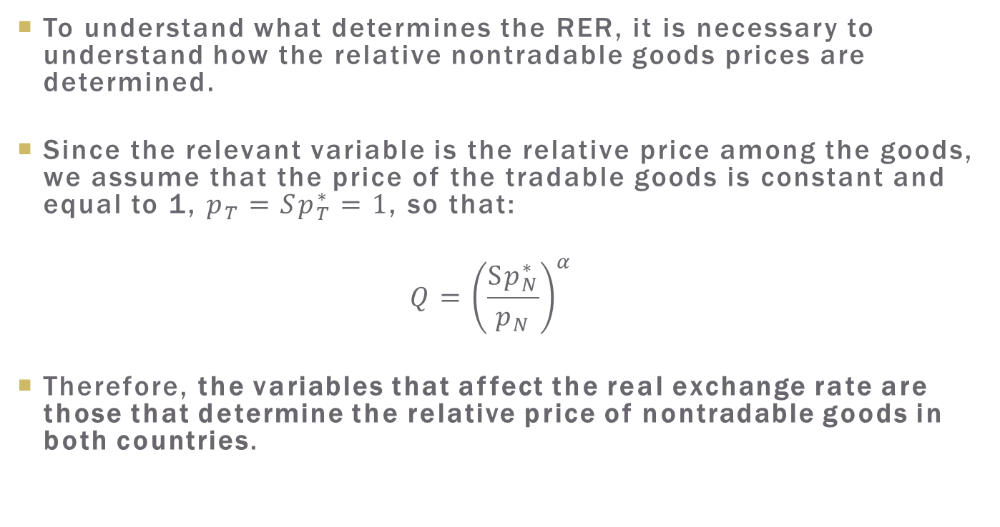 ▪ To understand what determines the RER, it is necessary to
understand how the relative nontradable goods prices are
determined.
▪ Since the relevant variable is the relative price among the goods,
we assume that the price of the tradable goods is constant and
equal to 1, $p_T = Sp_T^* = 1$, so that:
$Q = \left(\frac{\mathrm{S}p_N^*}{p_N}\right)^{\alpha}$
▪ Therefore, the variables that affect the real exchange rate are
those that determine the relative price of nontradable goods in
both countries.